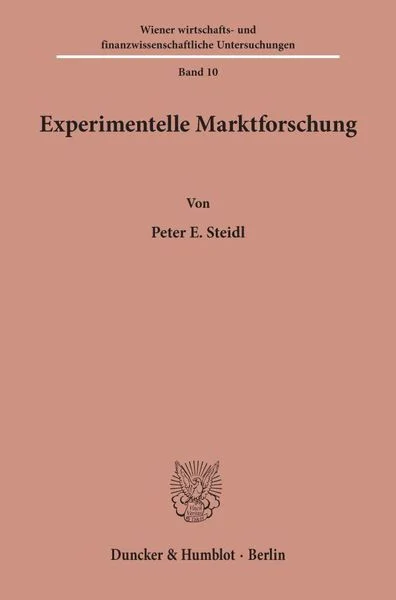 Wiener wirtschafts- und
finanzwissenschaftliche Untersuchungen
Band 10
Experimentelle Marktforschung
Von
Peter E. Steidl
Duncker & Humblot · Berlin